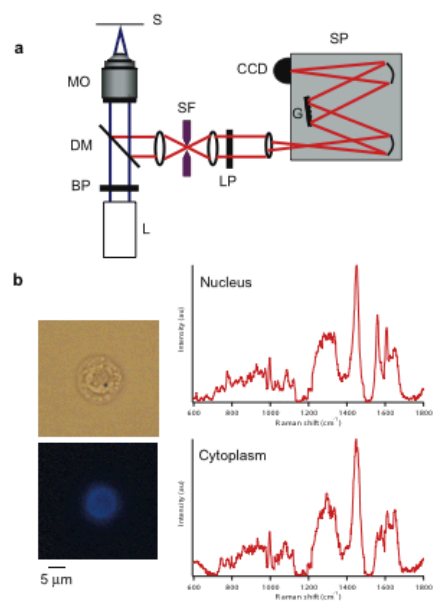 a
S
SP
MO
CCD
SF
G
DM
BP
LP
L
b
Nucleus
Intensity (au)
600 800 1000 1200 1400 1600 1800
Raman shift (cm⁻¹)
Cytoplasm
Intensity (au)
600 800 1000 1200 1400 1600 1800
Raman shift (cm⁻¹)
5 μm